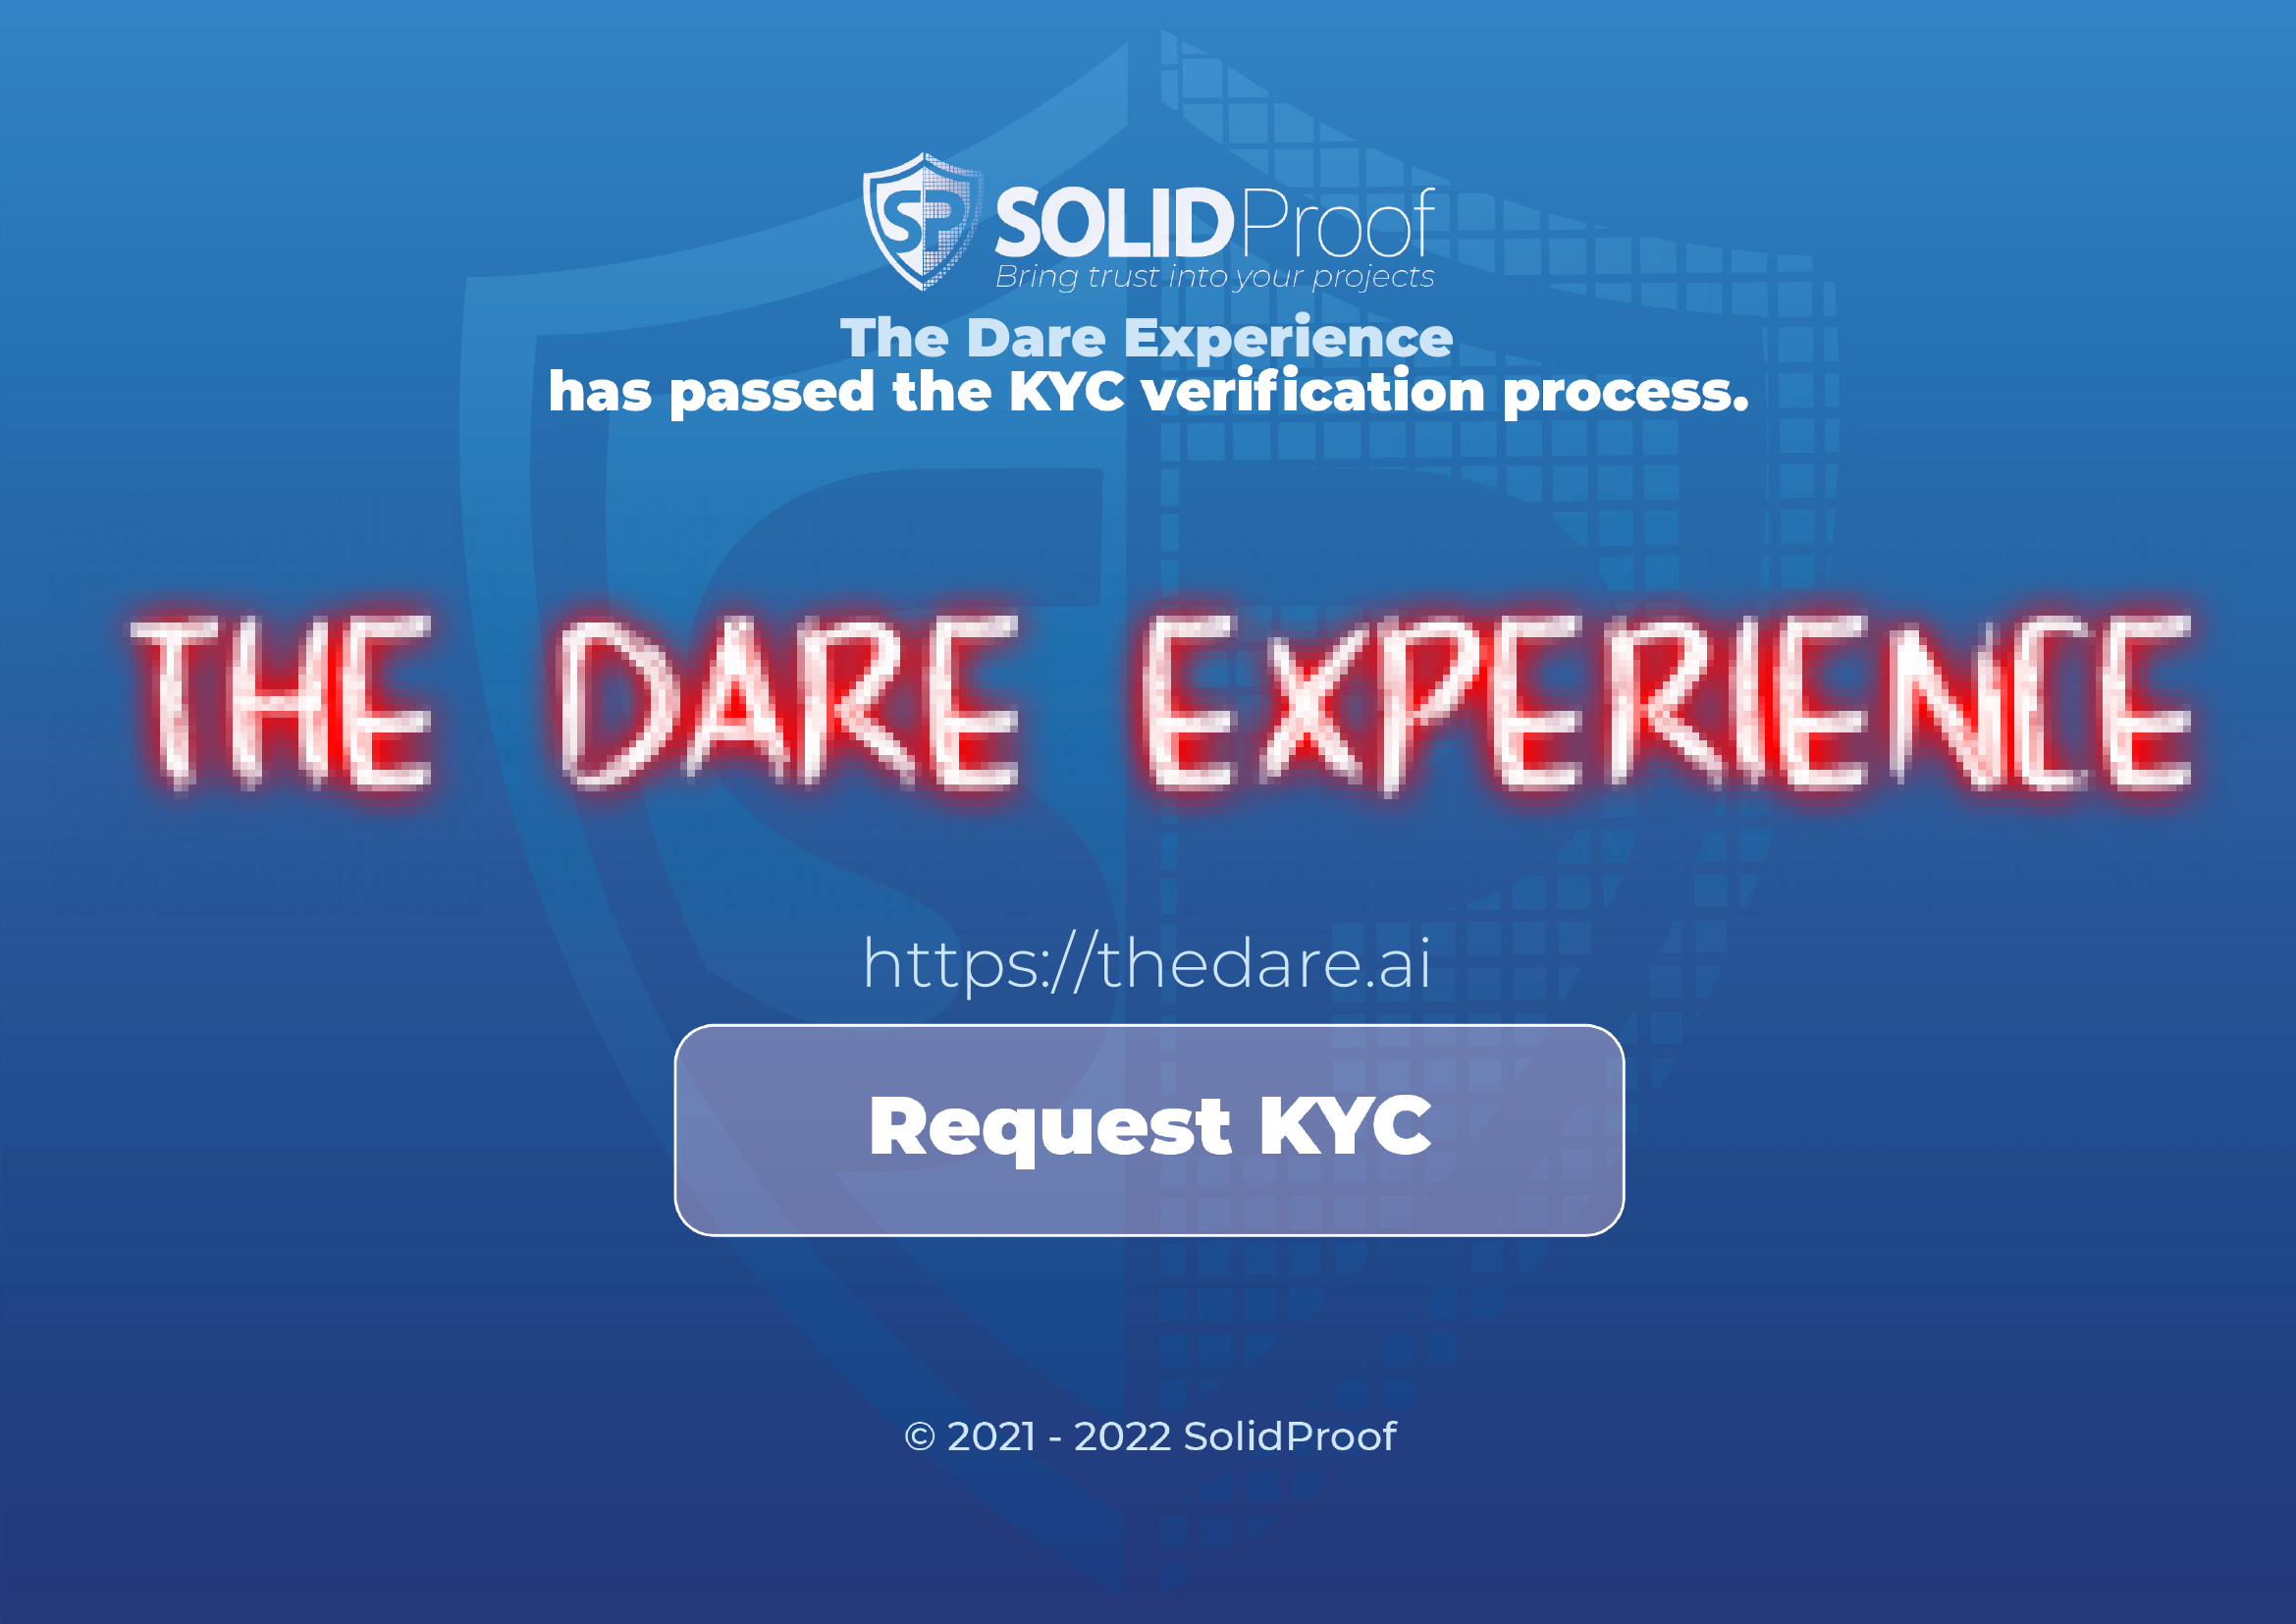 SP SOLIDProof
Bring trust into your projects
The Dare Experience
has passed the KYC verification process.
THE DARE EXPERIENCE
https://thedare.ai
Request KYC
© 2021 - 2022 SolidProof